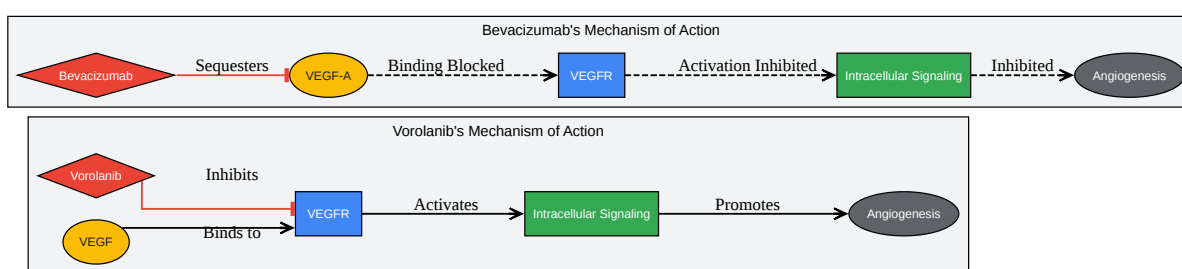 Bevacizumab's Mechanism of Action
Bevacizumab
Sequesters
VEGF-A
Binding Blocked
VEGFR
Activation Inhibited
Intracellular Signaling
Inhibited
Angiogenesis
Vorolanib's Mechanism of Action
Vorolanib
Inhibits
VEGF
Binds to
VEGFR
Activates
Intracellular Signaling
Promotes
Angiogenesis